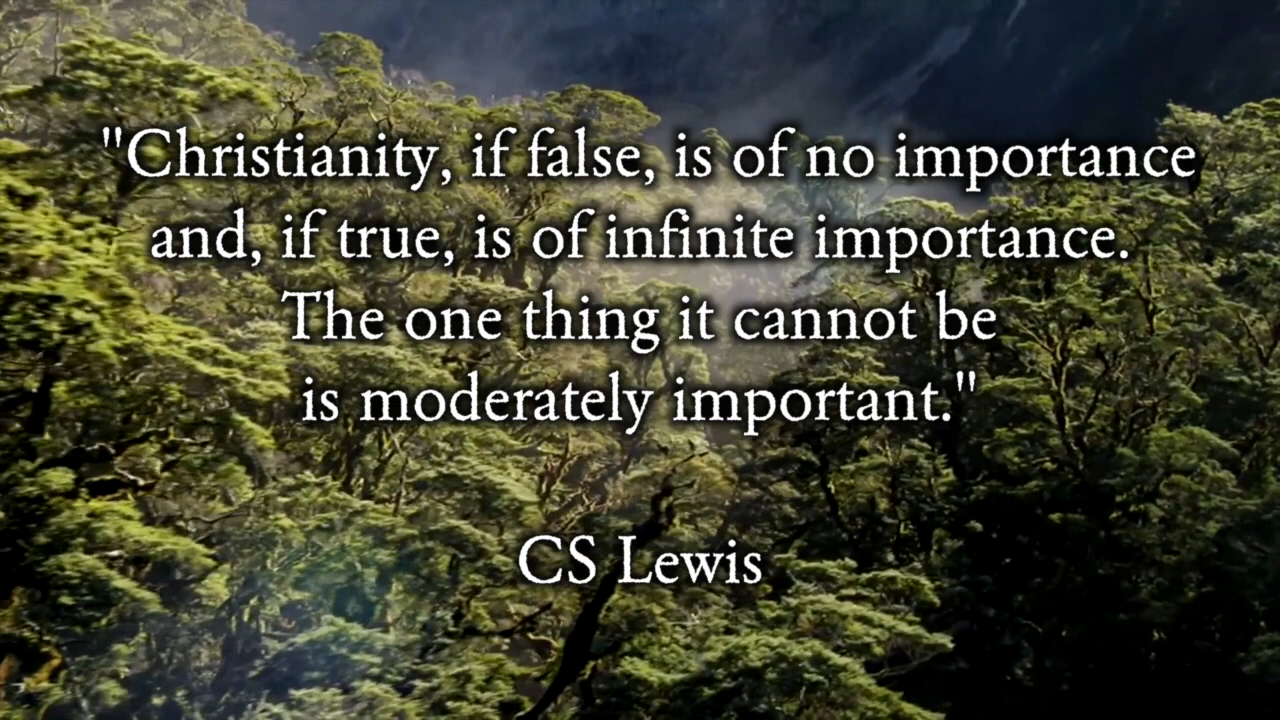 "Christianity, if false, is of no importance
and, if true, is of infinite importance.
The one thing it cannot be
is moderately important."
CS Lewis